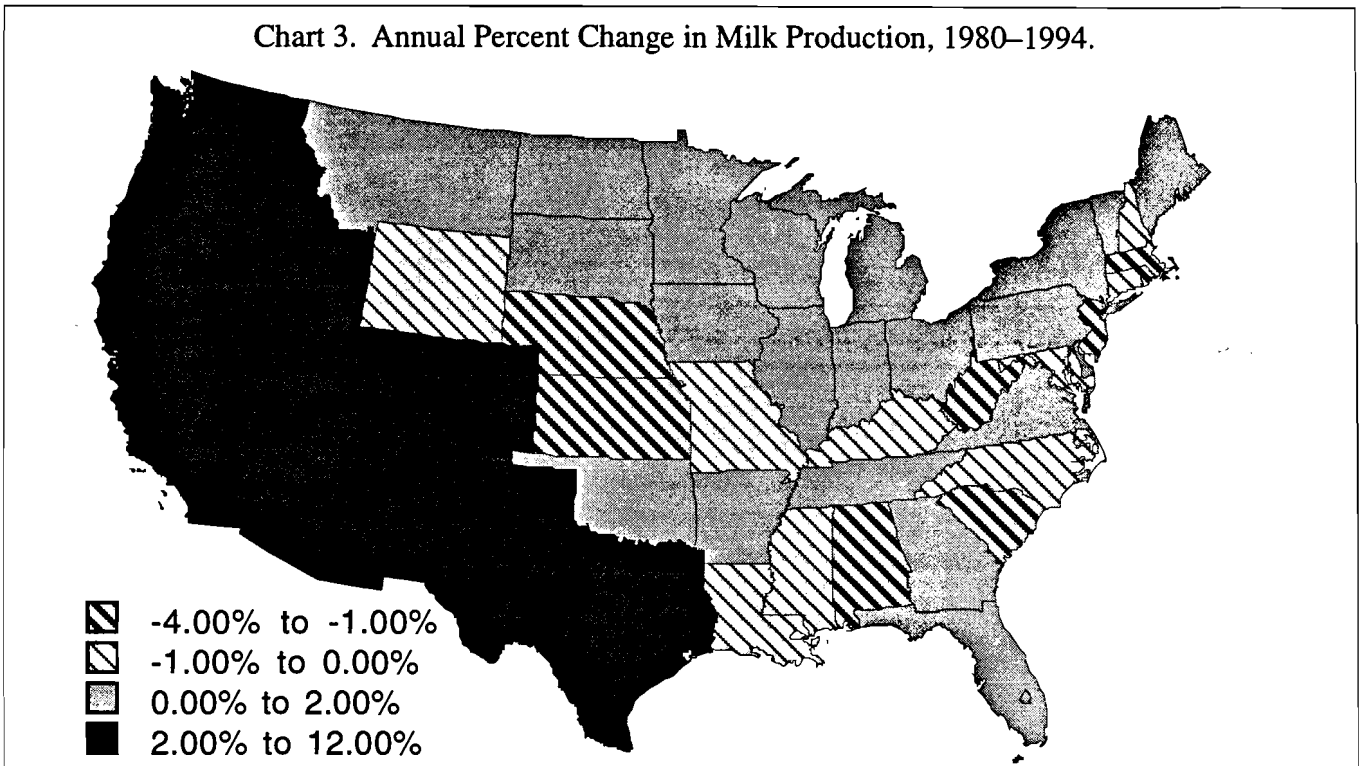 Chart 3. Annual Percent Change in Milk Production, 1980–1994.
-4.00% to -1.00%
-1.00% to 0.00%
0.00% to 2.00%
2.00% to 12.00%